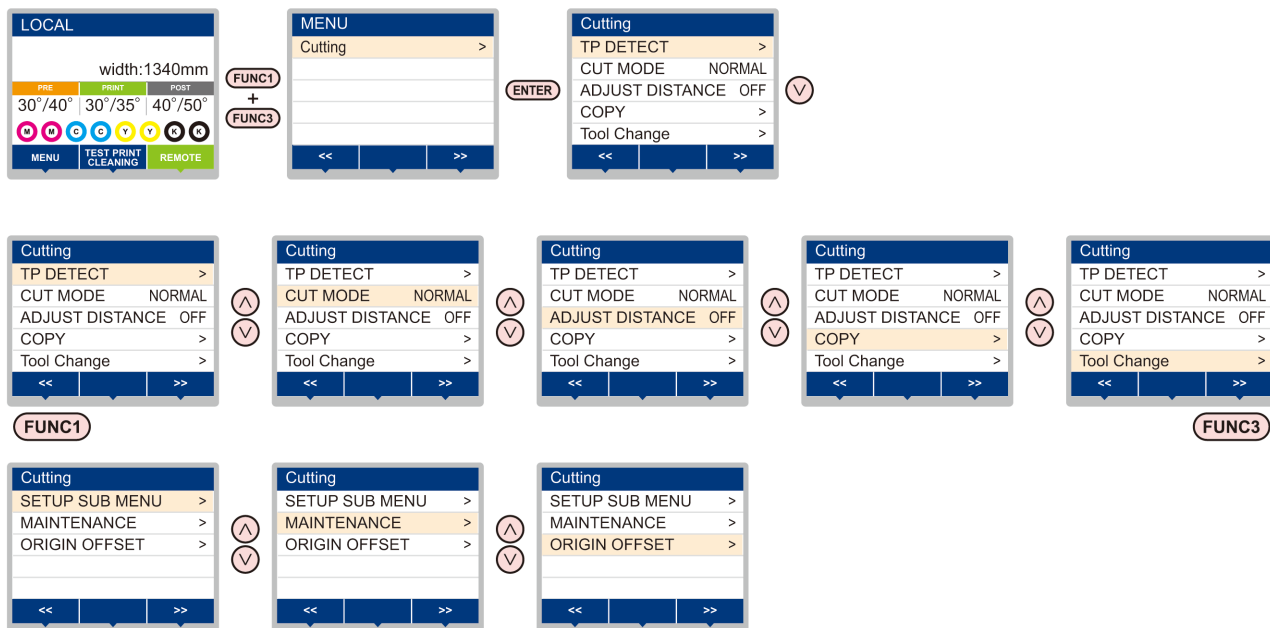 LOCAL
width:1340mm
PRE PRINT POST
30°/40° 30°/35° 40°/50°
M M C C Y Y K K
MENU TEST PRINT CLEANING REMOTE
FUNC1
+
FUNC3
MENU
Cutting >
<< >>
ENTER
Cutting
TP DETECT >
CUT MODE NORMAL
ADJUST DISTANCE OFF
COPY >
Tool Change >
<< >>
Cutting
TP DETECT >
CUT MODE NORMAL
ADJUST DISTANCE OFF
COPY >
Tool Change >
<< >>
FUNC1
Cutting
TP DETECT >
CUT MODE NORMAL
ADJUST DISTANCE OFF
COPY >
Tool Change >
<< >>
Cutting
TP DETECT >
CUT MODE NORMAL
ADJUST DISTANCE OFF
COPY >
Tool Change >
<< >>
Cutting
TP DETECT >
CUT MODE NORMAL
ADJUST DISTANCE OFF
COPY >
Tool Change >
<< >>
Cutting
TP DETECT >
CUT MODE NORMAL
ADJUST DISTANCE OFF
COPY >
Tool Change >
<< >>
FUNC3
Cutting
SETUP SUB MENU >
MAINTENANCE >
ORIGIN OFFSET >
<< >>
Cutting
SETUP SUB MENU >
MAINTENANCE >
ORIGIN OFFSET >
<< >>
Cutting
SETUP SUB MENU >
MAINTENANCE >
ORIGIN OFFSET >
<< >>